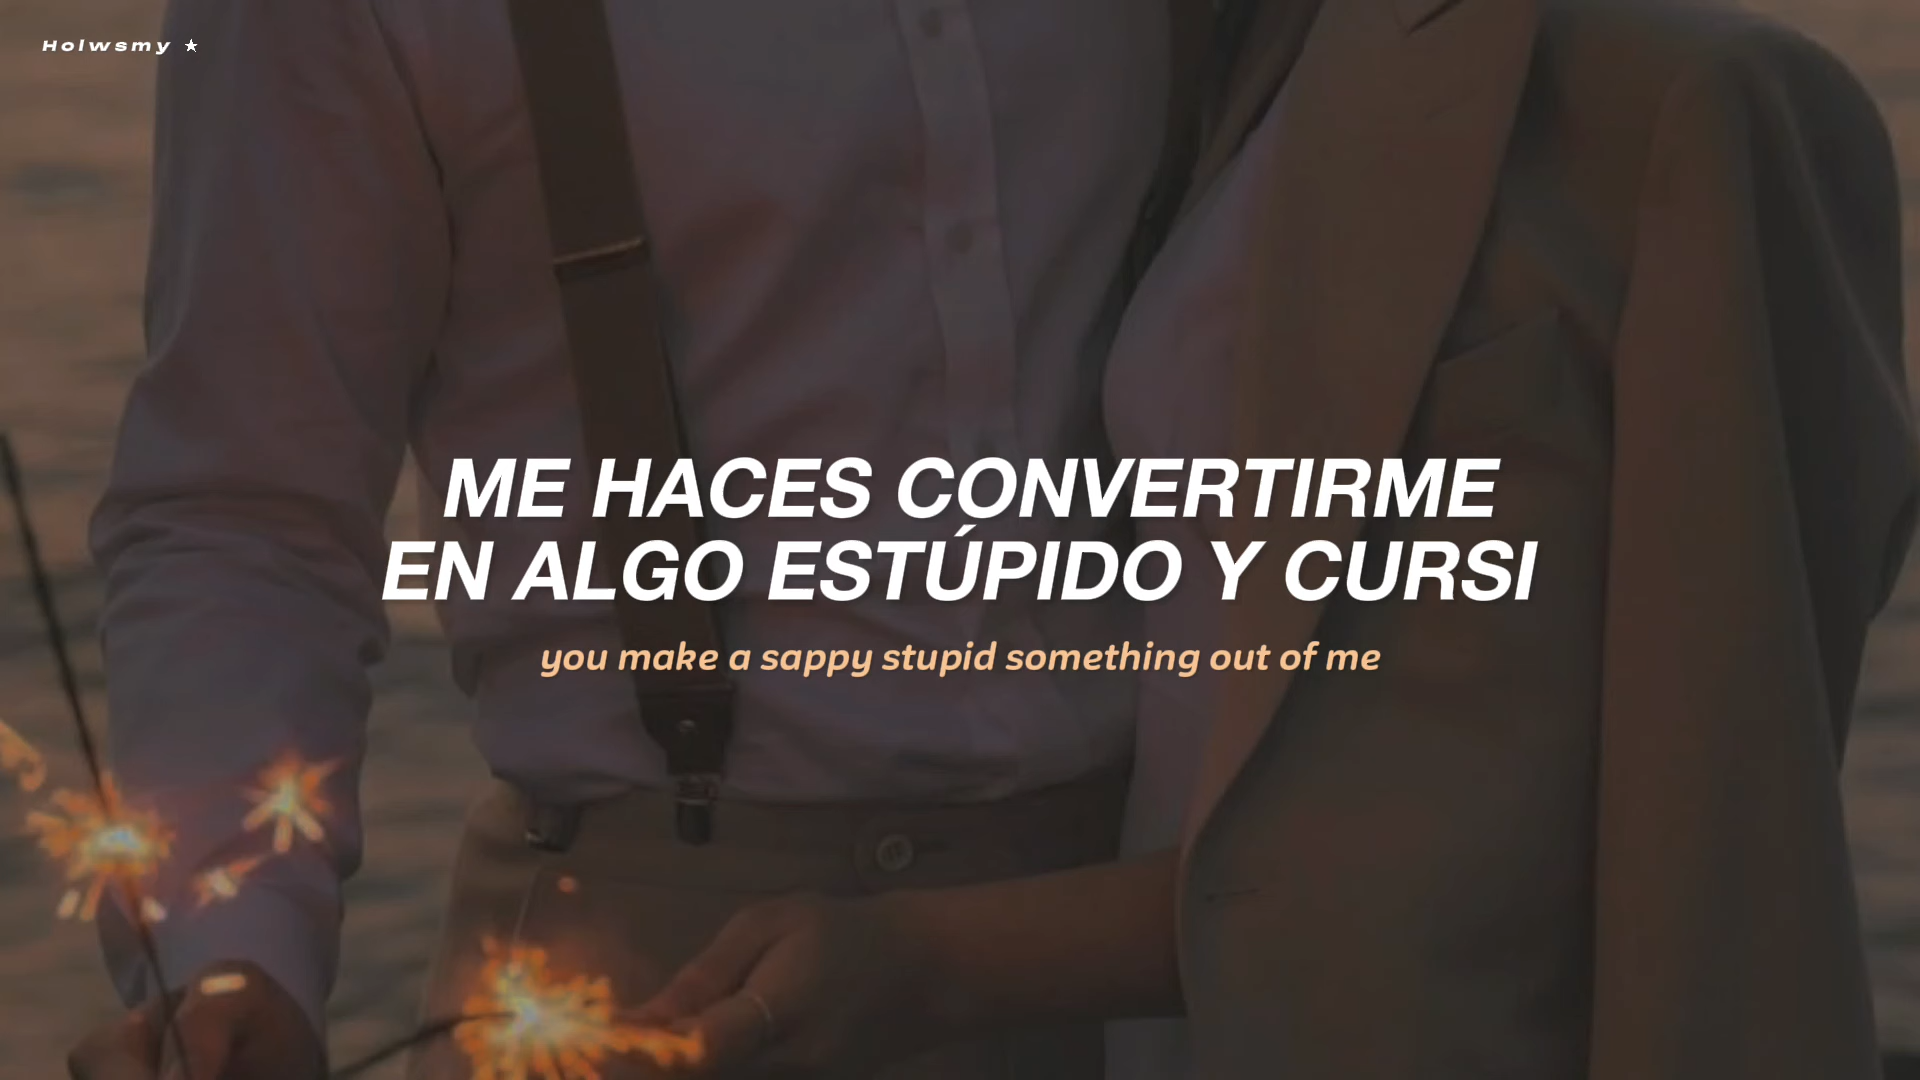 Holwsmy ★
ME HACES CONVERTIRME
EN ALGO ESTÚPIDO Y CURSI
you make a sappy stupid something out of me